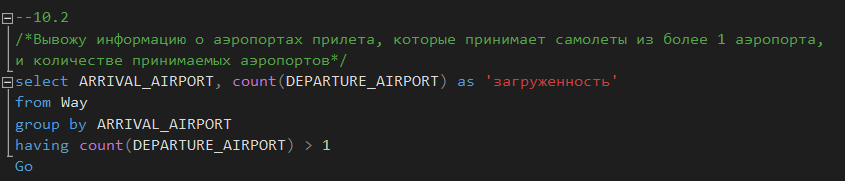 --10.2
/*Вывожу информацию о аэропортах прилета, которые принимает самолеты из более 1 аэропорта,
и количестве принимаемых аэропортов*/
select ARRIVAL_AIRPORT, count(DEPARTURE_AIRPORT) as 'загруженность'
from Way
group by ARRIVAL_AIRPORT
having count(DEPARTURE_AIRPORT) > 1
Go